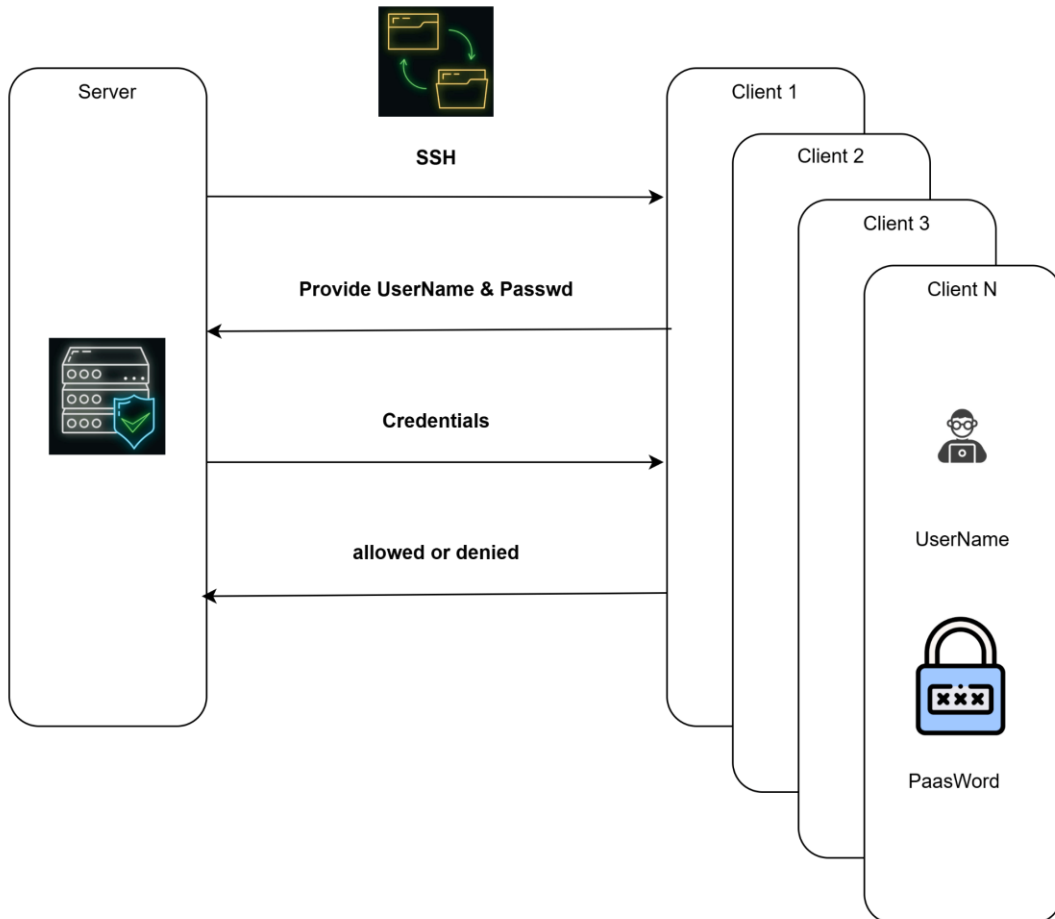 Server
Client 1
SSH
Client 2
Client 3
Provide UserName & Passwd
Client N
Credentials
UserName
allowed or denied
PaasWord